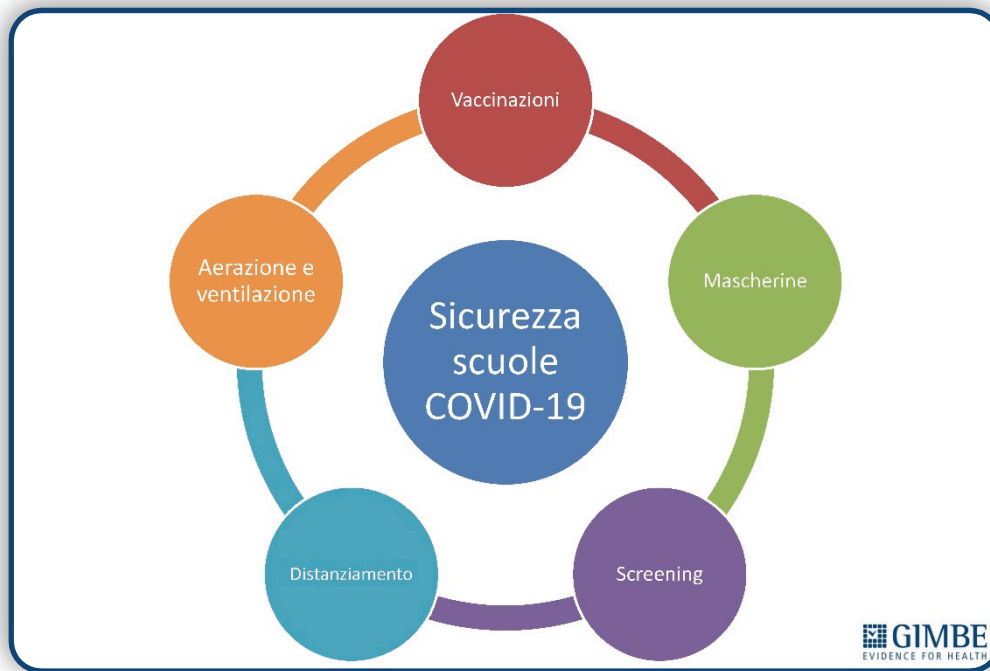 Vaccinazioni
Aerazione e
ventilazione
Mascherine
Sicurezza
scuole
COVID-19
Distanziamento
Screening
GIMBE
EVIDENCE FOR HEALTH